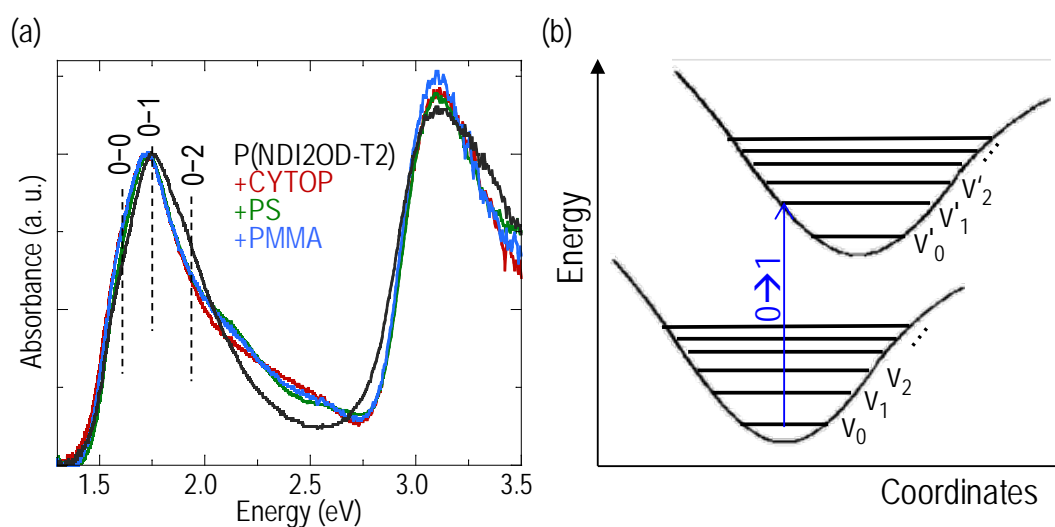 (a)
Absorbance (a. u.)
0−0
0−1
0−2
P(NDI2OD-T2)
+CYTOP
+PS
+PMMA
1.5
2.0
2.5
3.0
3.5
Energy (eV)
(b)
Energy
0→1
V'0
V'1
V'2
V0
V1
V2
Coordinates